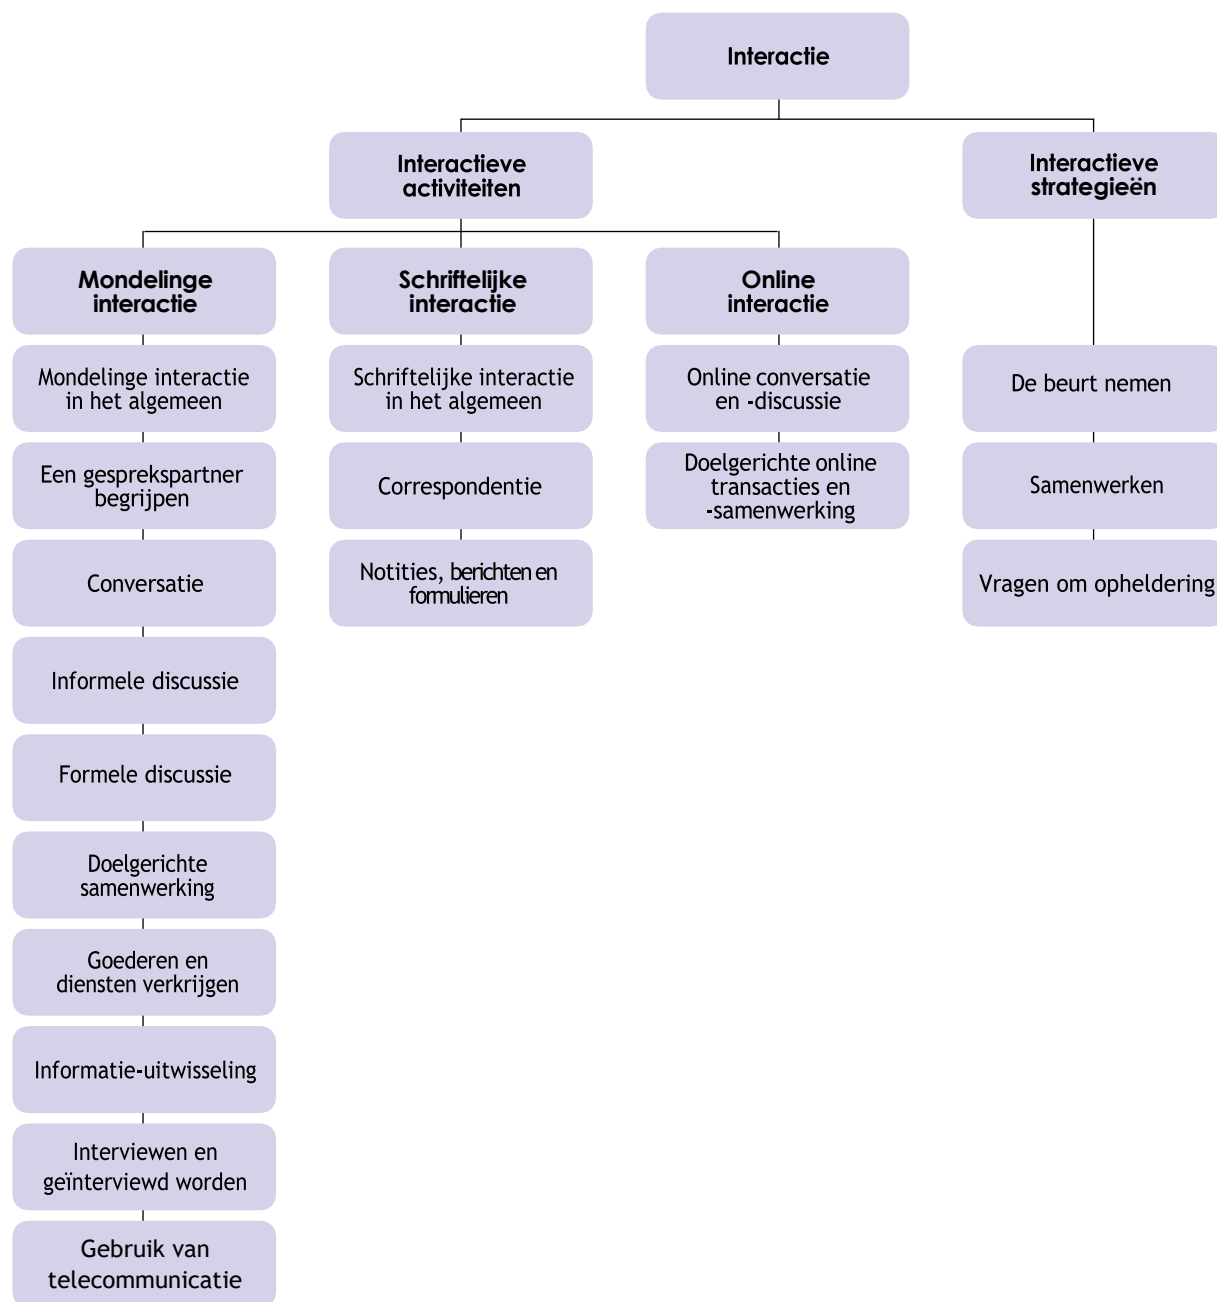 Interactie
Interactieve
activiteiten
Interactieve
strategieën
Mondelinge
interactie
Schriftelijke
interactie
Online
interactie
Mondelinge interactie
in het algemeen
Schriftelijke interactie
in het algemeen
Online conversatie
en -discussie
De beurt nemen
Een gesprekspartner
begrijpen
Correspondentie
Doelgerichte online
transacties en
-samenwerking
Samenwerken
Conversatie
Notities, berichten en
formulieren
Vragen om opheldering
Informele discussie
Formele discussie
Doelgerichte
samenwerking
Goederen en
diensten verkrijgen
Informatie-uitwisseling
Interviewen en
geïnterviewd worden
Gebruik van
telecommunicatie